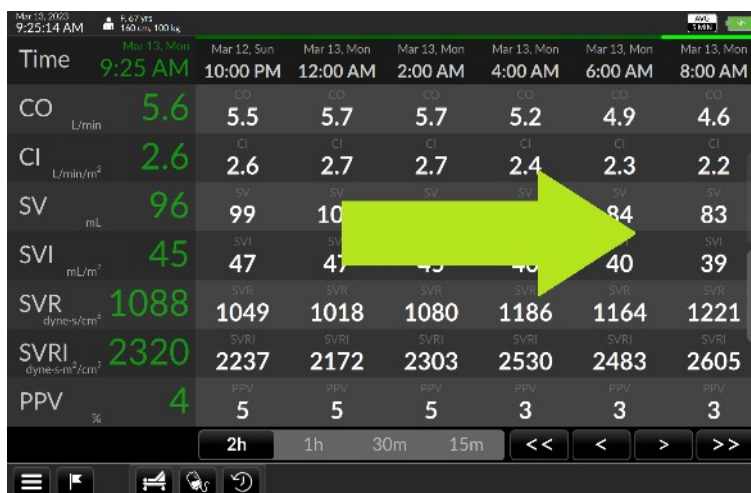 Mar 13, 2023
9:25:14 AM
F, 67 yrs
160 cm, 100 kg
AVG
5 MIN
Time
Mar 13, Mon
9:25 AM
Mar 12, Sun
10:00 PM
Mar 13, Mon
12:00 AM
Mar 13, Mon
2:00 AM
Mar 13, Mon
4:00 AM
Mar 13, Mon
6:00 AM
Mar 13, Mon
8:00 AM
CO L/min 5.6
CO CO CO CO CO CO
5.5 5.7 5.7 5.2 4.9 4.6
CI L/min/m² 2.6
CI CI CI CI CI CI
2.6 2.7 2.7 2.4 2.3 2.2
SV mL 96
SV SV SV SV SV SV
99 10 84 83
SVI mL/m² 45
SVI SVI
47 47 40 39
SVR dyne-s/cm⁵ 1088
SVR SVR SVR SVR SVR SVR
1049 1018 1080 1186 1164 1221
SVRI dyne-s-m²/cm⁵ 2320
SVRI SVRI SVRI SVRI SVRI SVRI
2237 2172 2303 2530 2483 2605
PPV % 4
PPV PPV PPV PPV PPV PPV
5 5 5 3 3 3
2h 1h 30m 15m << < > >>